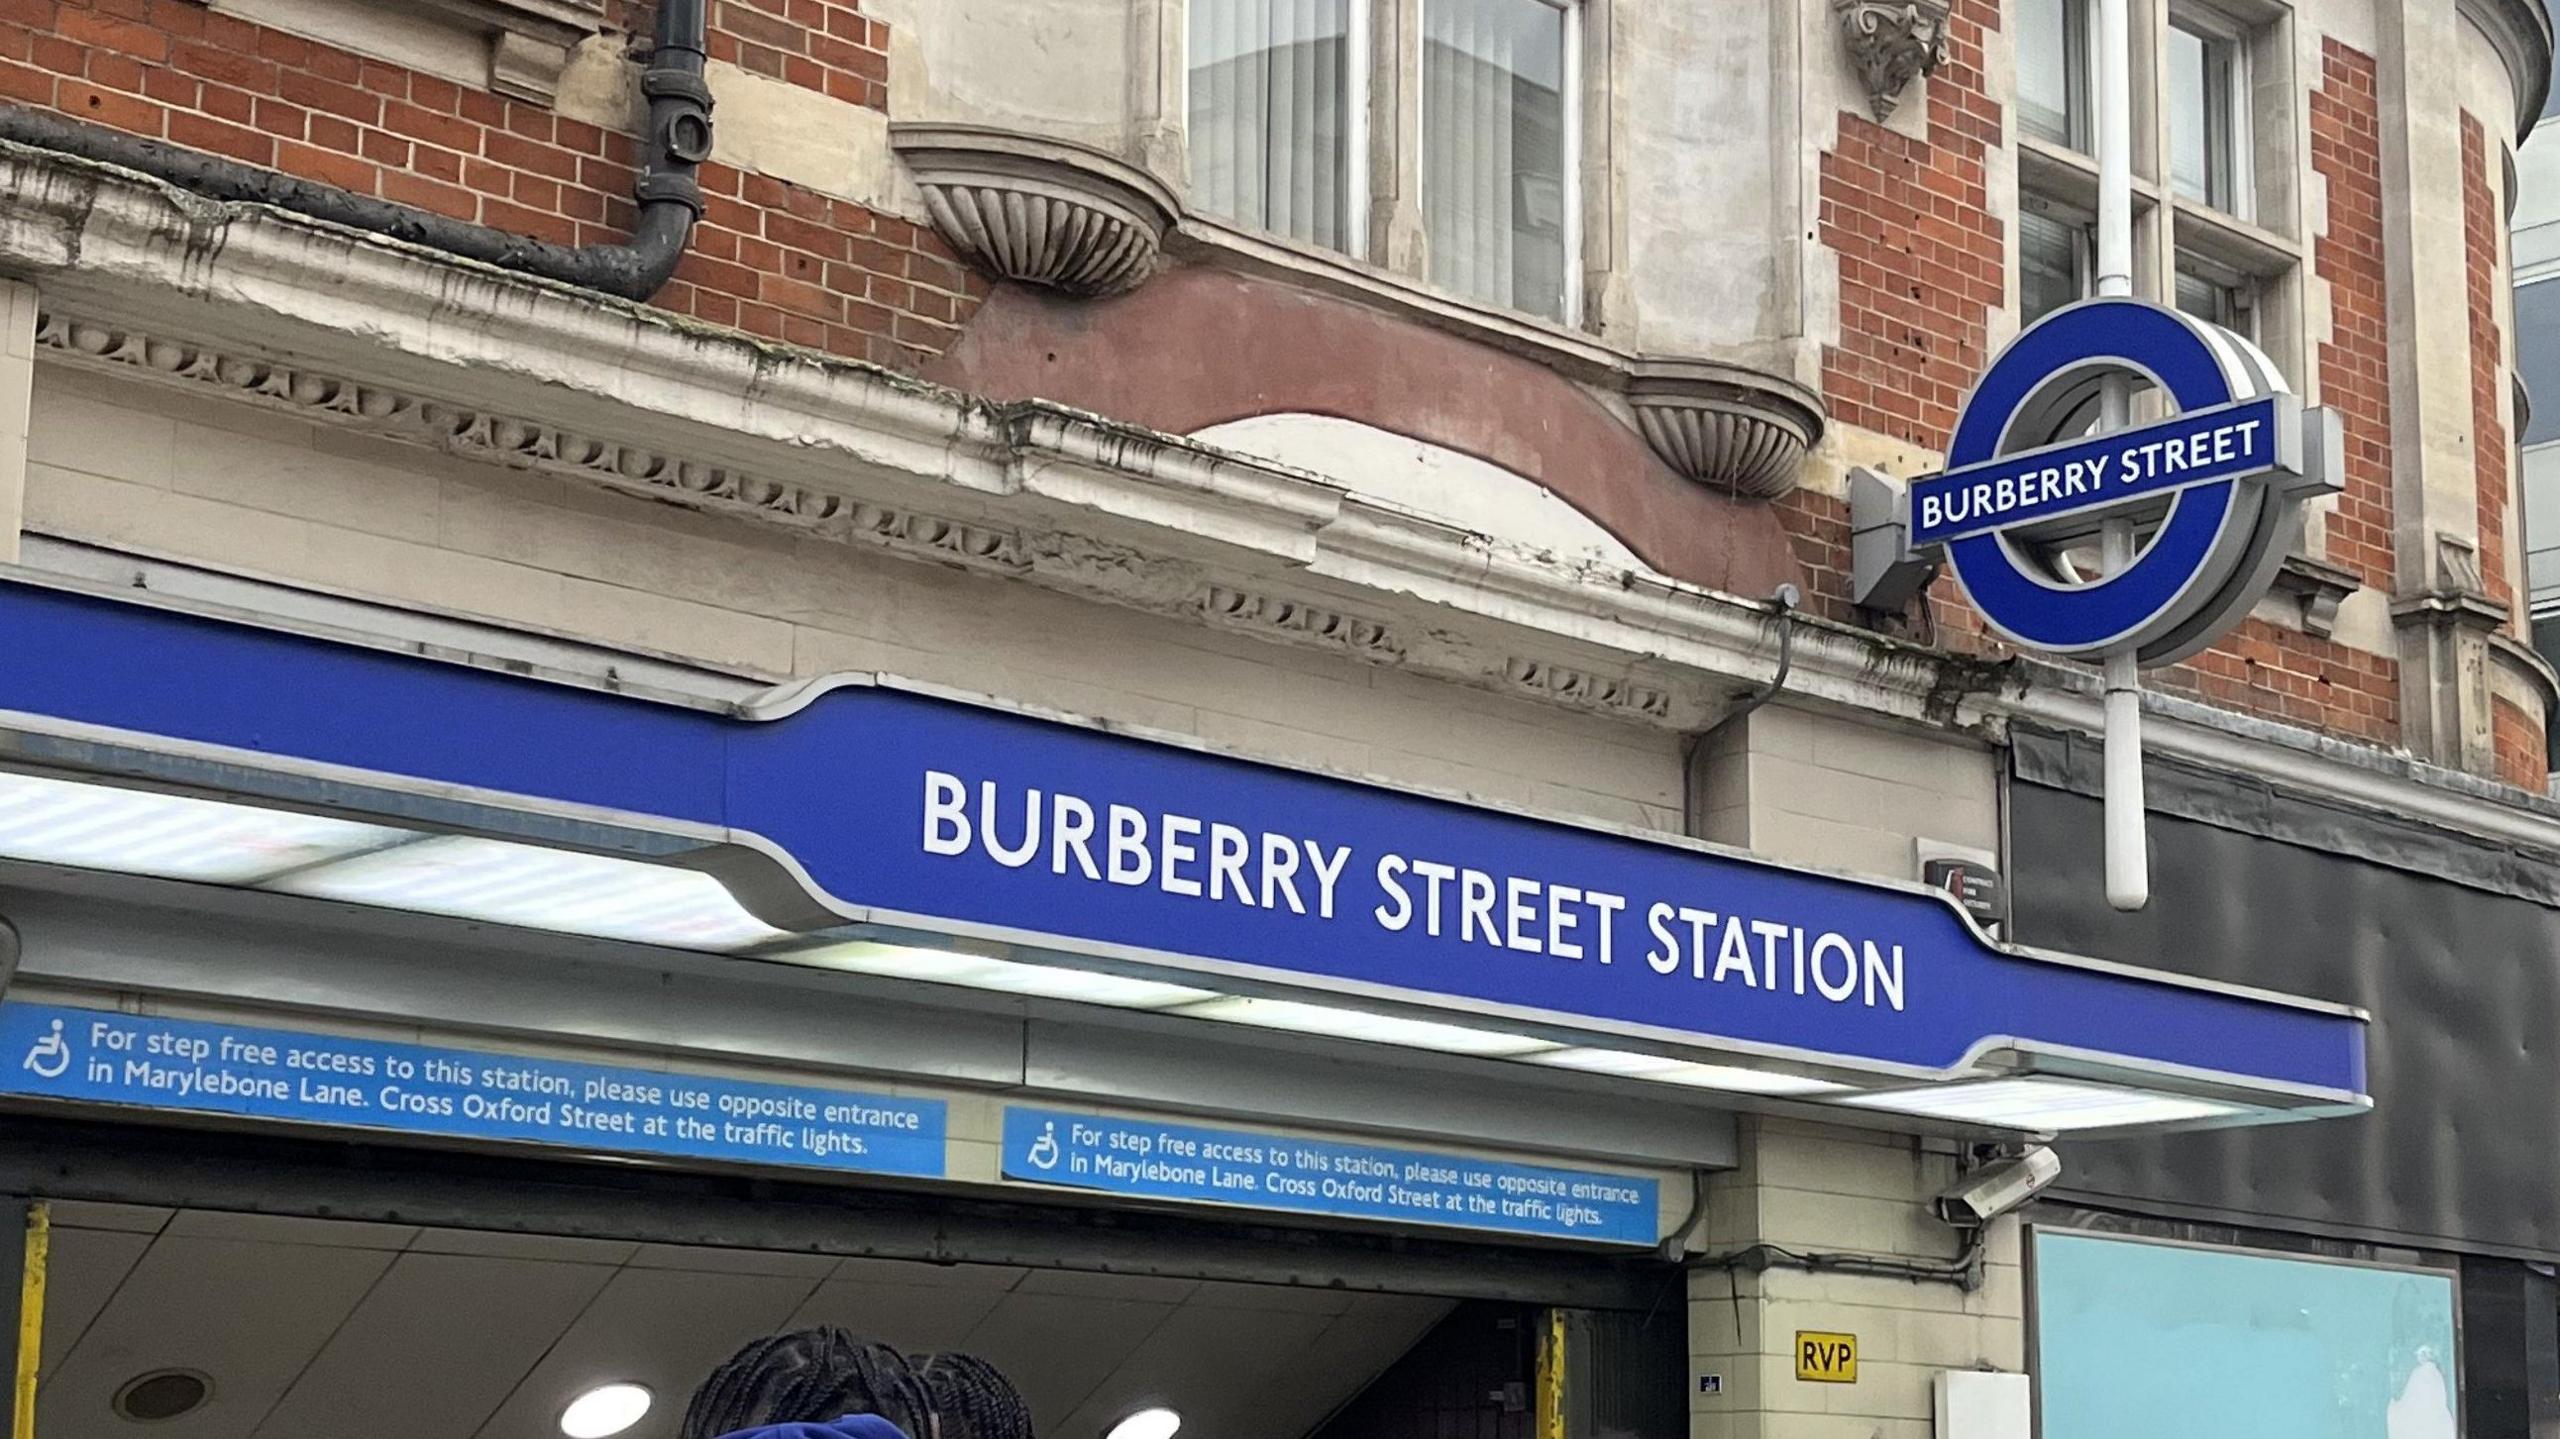 BURBERRY STREET
BURBERRY STREET STATION
For step free access to this station, please use opposite entrance
in Marylebone Lane. Cross Oxford Street at the traffic lights.
For step free access to this station, please use opposite entrance
in Marylebone Lane. Cross Oxford Street at the traffic lights.
RVP